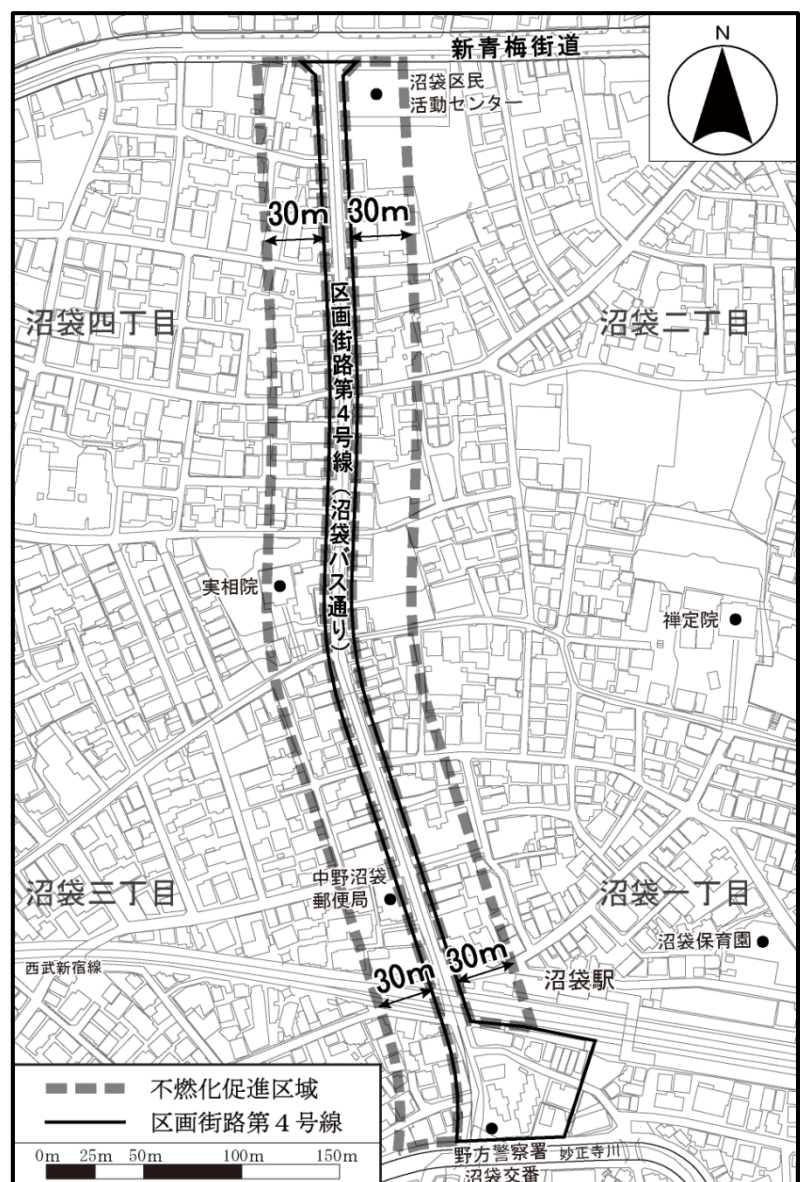 新青梅街道
N
沼袋区民
活動センター
30m
30m
沼袋四丁目
沼袋二丁目
区画街路第4号線（沼袋バス通り）
実相院
禅定院
中野沼袋
郵便局
沼袋三丁目
沼袋一丁目
沼袋保育園
西武新宿線
30m
30m
沼袋駅
不燃化促進区域
区画街路第4号線
0m 25m 50m 100m 150m
野方警察署
沼袋交番
妙正寺川